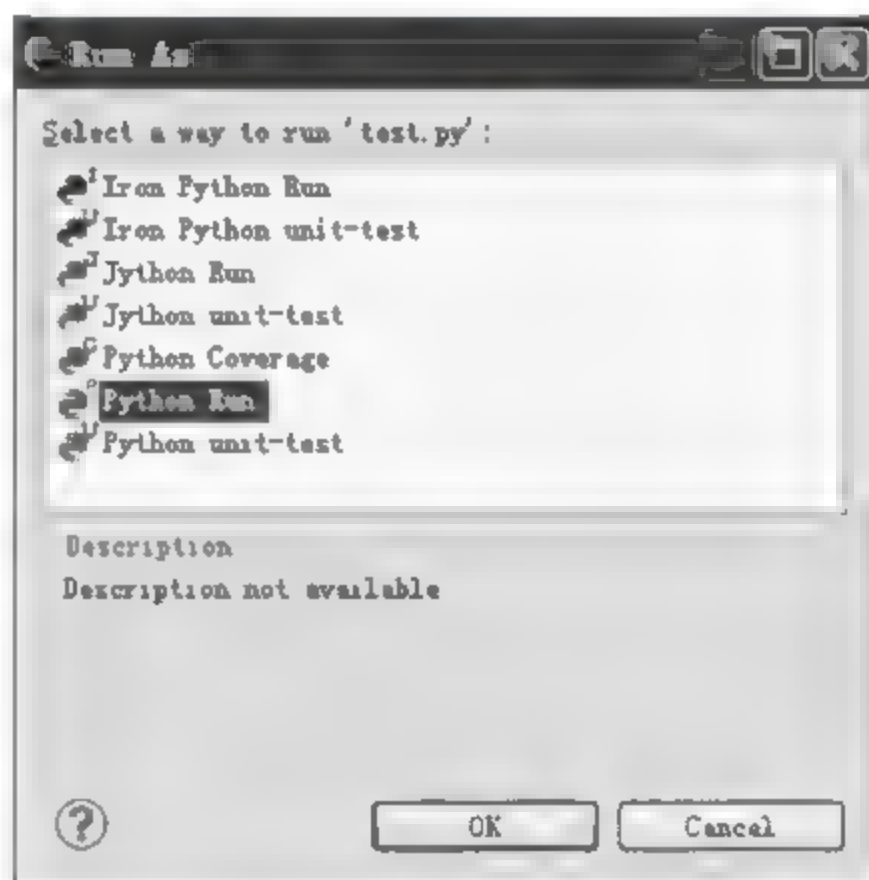 Run As
Select a way to run 'test.py':
Iron Python Run
Iron Python unit-test
Jython Run
Jython unit-test
Python Coverage
Python Run
Python unit-test
Description
Description not available
OK
Cancel